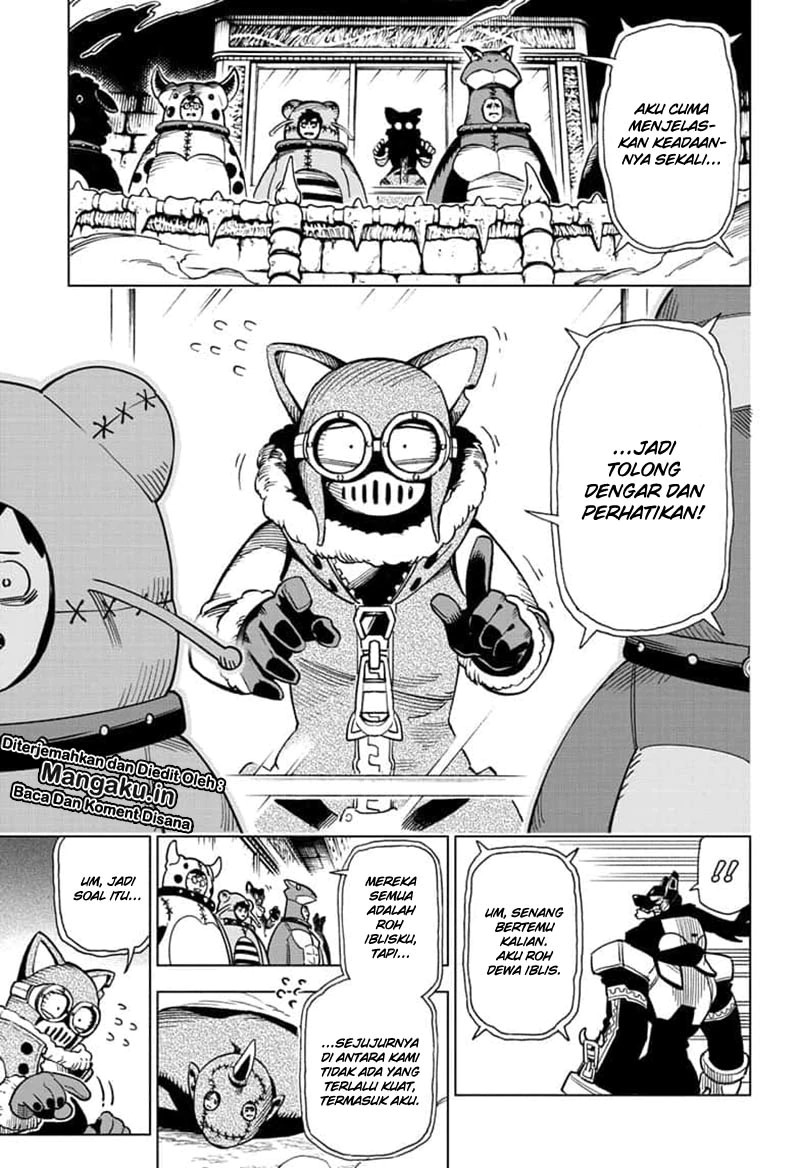 AKU CUMA
MENJELAS-
KAN KEADAAN-
NYA SEKALI...
...JADI
TOLONG
DENGAR DAN
PERHATIKAN!
Diterjemahkan dan Diedit Oleh :
Mangaku.in
Baca Dan Koment Disana
!!
UM, SENANG
BERTEMU
KALIAN.
AKU ROH
DEWA IBLIS.
MEREKA
SEMUA
ADALAH
ROH
IBLISKU,
TAPI...
...SEJUJURNYA
DI ANTARA KAMI
TIDAK ADA YANG
TERLALU KUAT,
TERMASUK AKU.
UM, JADI
SOAL ITU...